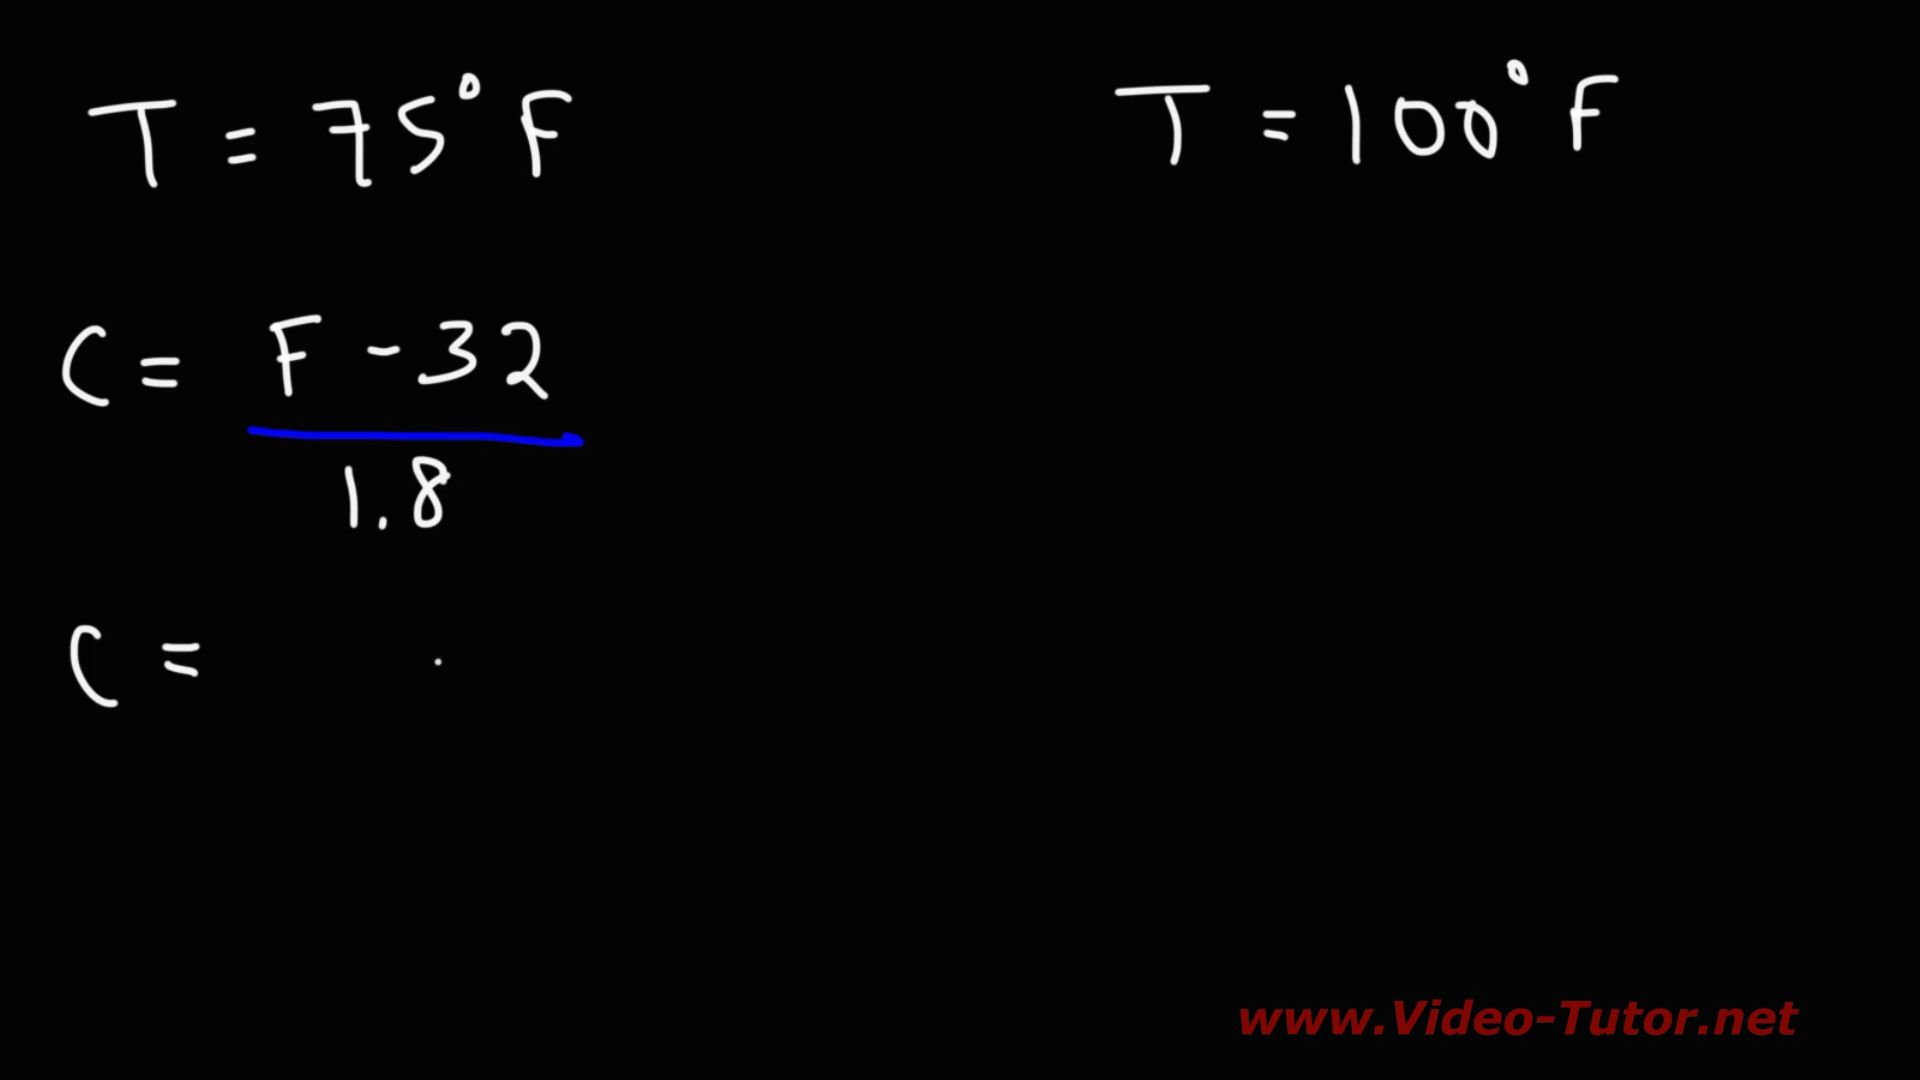 T = 75° F
T = 100° F
C = F - 32
1.8
C =
www.Video-Tutor.net